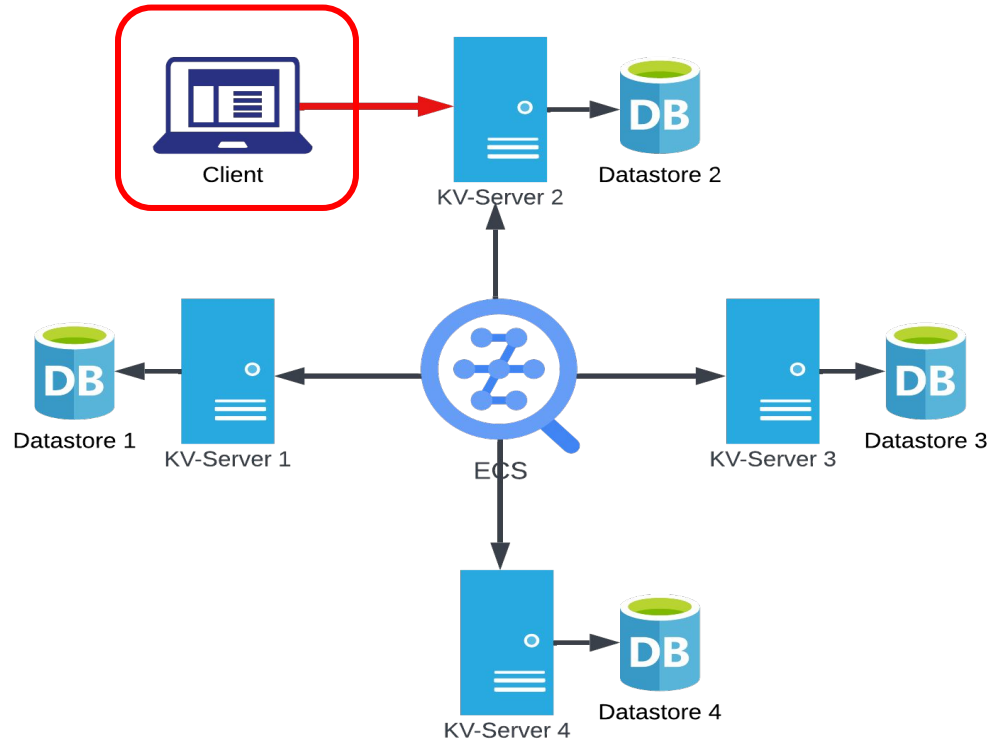 DB
Client
Datastore 2
KV-Server 2
DB
DB
Datastore 1
Datastore 3
KV-Server 1
KV-Server 3
ECS
DB
Datastore 4
KV-Server 4